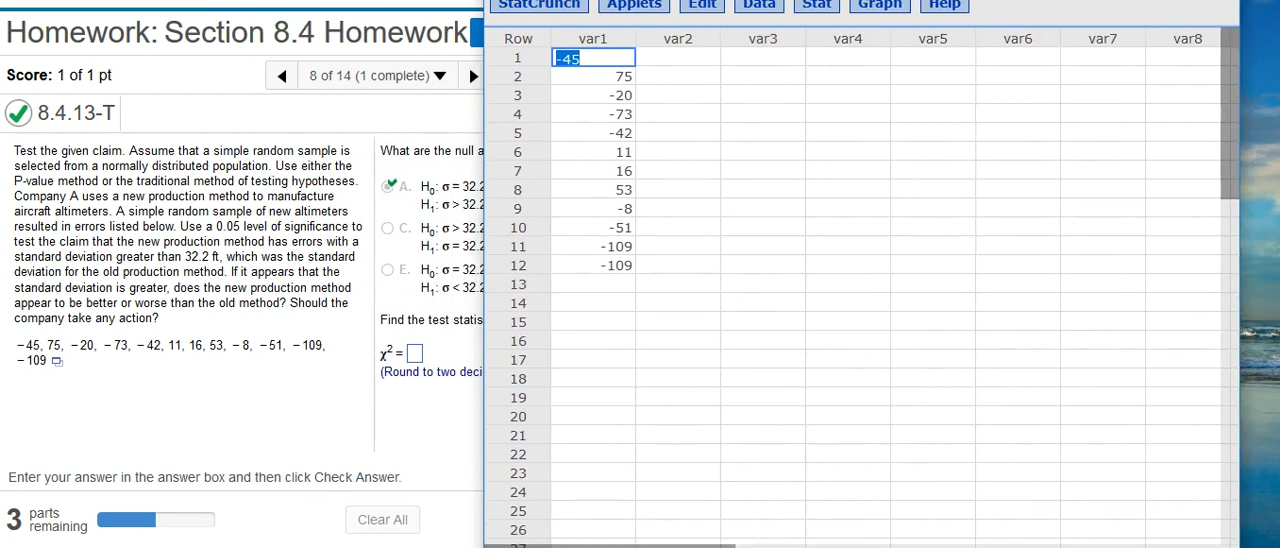 StatCrunch Applets Edit Data Stat Graph Help
Homework: Section 8.4 Homework
Score: 1 of 1 pt
8 of 14 (1 complete)
8.4.13-T
Test the given claim. Assume that a simple random sample is
selected from a normally distributed population. Use either the
P-value method or the traditional method of testing hypotheses.
Company A uses a new production method to manufacture
aircraft altimeters. A simple random sample of new altimeters
resulted in errors listed below. Use a 0.05 level of significance to
test the claim that the new production method has errors with a
standard deviation greater than 32.2 ft, which was the standard
deviation for the old production method. If it appears that the
standard deviation is greater, does the new production method
appear to be better or worse than the old method? Should the
company take any action?
−45, 75, −20, −73, −42, 11, 16, 53, −8, −51, −109,
−109
What are the null a
A. H₀: σ = 32.2
H₁: σ > 32.2
C. H₀: σ > 32.2
H₁: σ = 32.2
E. H₀: σ = 32.2
H₁: σ < 32.2
Find the test statis
χ² =
(Round to two deci
Enter your answer in the answer box and then click Check Answer.
3 parts
remaining
Clear All
Row var1 var2 var3 var4 var5 var6 var7 var8
1 -45
2 75
3 -20
4 -73
5 -42
6 11
7 16
8 53
9 -8
10 -51
11 -109
12 -109
13
14
15
16
17
18
19
20
21
22
23
24
25
26
27